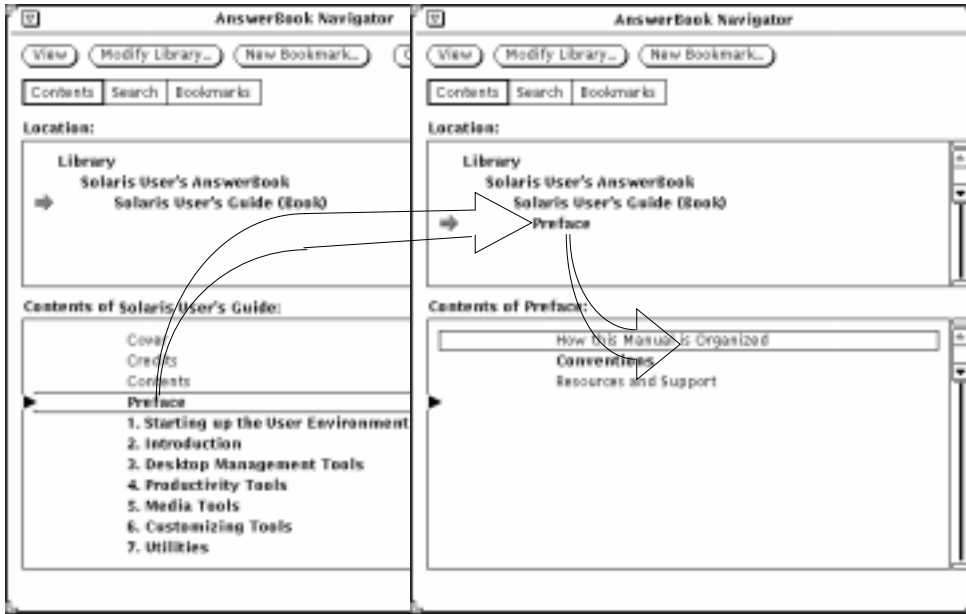 AnswerBook Navigator
View Modify Library... New Bookmark...
Contents Search Bookmarks
Location:
Library
Solaris User's AnswerBook
Solaris User's Guide (Book)
Contents of Solaris User's Guide:
Cover
Credits
Contents
Preface
1. Starting up the User Environment
2. Introduction
3. Desktop Management Tools
4. Productivity Tools
5. Media Tools
6. Customizing Tools
7. Utilities
AnswerBook Navigator
View Modify Library... New Bookmark...
Contents Search Bookmarks
Location:
Library
Solaris User's AnswerBook
Solaris User's Guide (Book)
Preface
Contents of Preface:
How this Manual is Organized
Conventions
Resources and Support